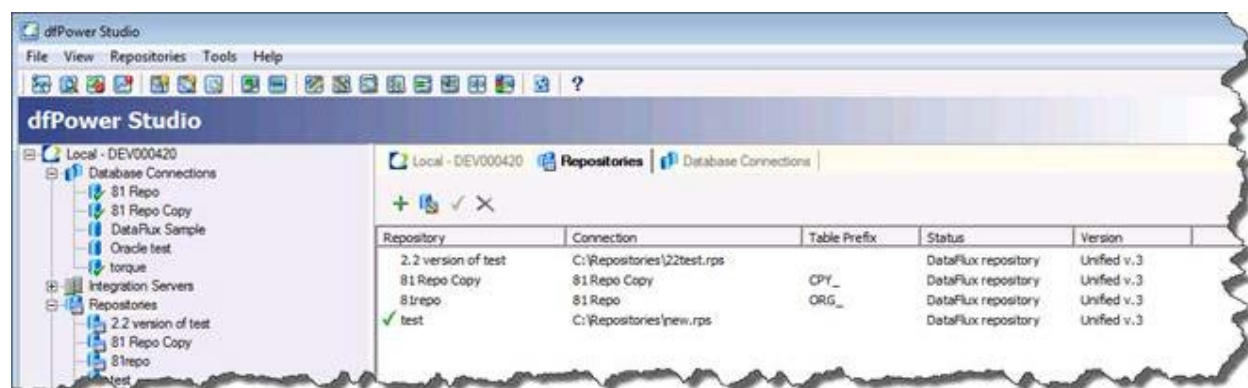 dfPower Studio
File View Repositories Tools Help
?
dfPower Studio
Local - DEV000420
Database Connections
81 Repo
81 Repo Copy
DataFlux Sample
Oracle test
torque
Integration Servers
Repositories
2.2 version of test
81 Repo Copy
81repo
test
Local - DEV000420 Repositories Database Connections
Repository Connection Table Prefix Status Version
2.2 version of test C:\Repositories\22test.rps DataFlux repository Unified v.3
81 Repo Copy 81 Repo Copy CPY_ DataFlux repository Unified v.3
81repo 81 Repo ORG_ DataFlux repository Unified v.3
test C:\Repositories\new.rps DataFlux repository Unified v.3